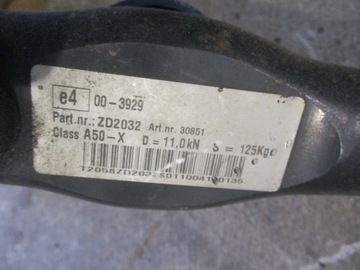 e4 00-3929
Part.nr.: ZD2032 Art.nr. 30851
Class A50-X D = 11,0kN S = 125Kg